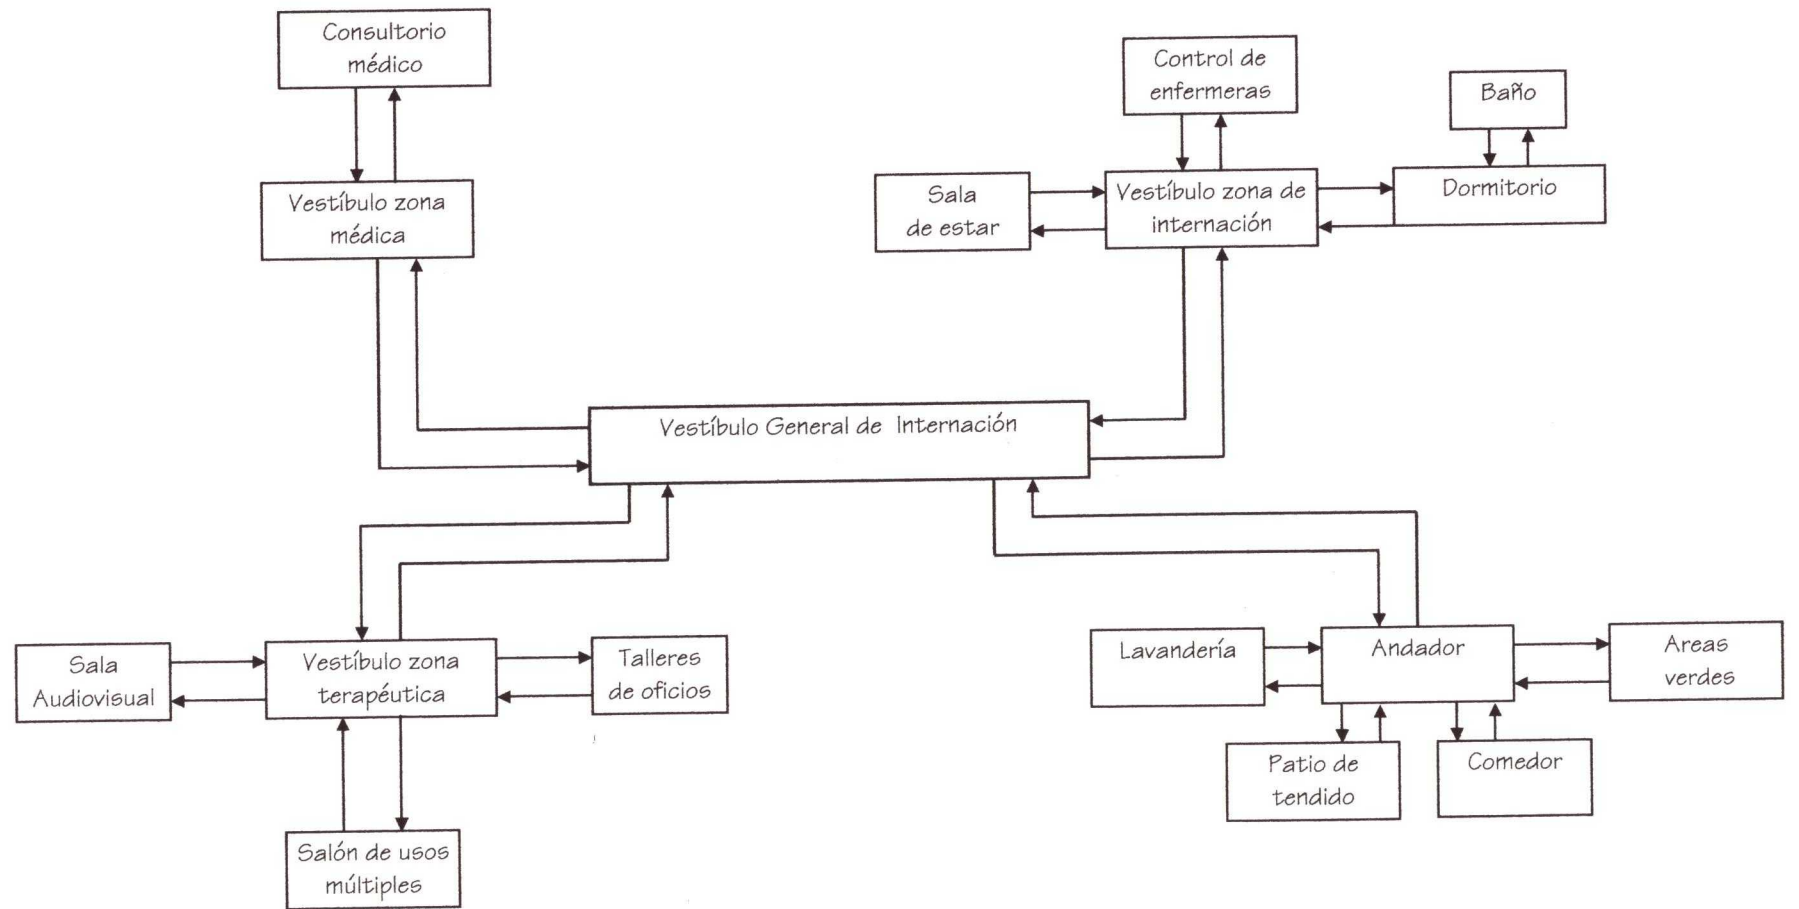 Consultorio
médico
Control de
enfermeras
Baño
Vestíbulo zona
médica
Sala
de estar
Vestíbulo zona de
internación
Dormitorio
Vestíbulo General de Internación
Sala
Audiovisual
Vestíbulo zona
terapéutica
Talleres
de oficios
Lavandería
Andador
Areas
verdes
Patio de
tendido
Comedor
Salón de usos
múltiples